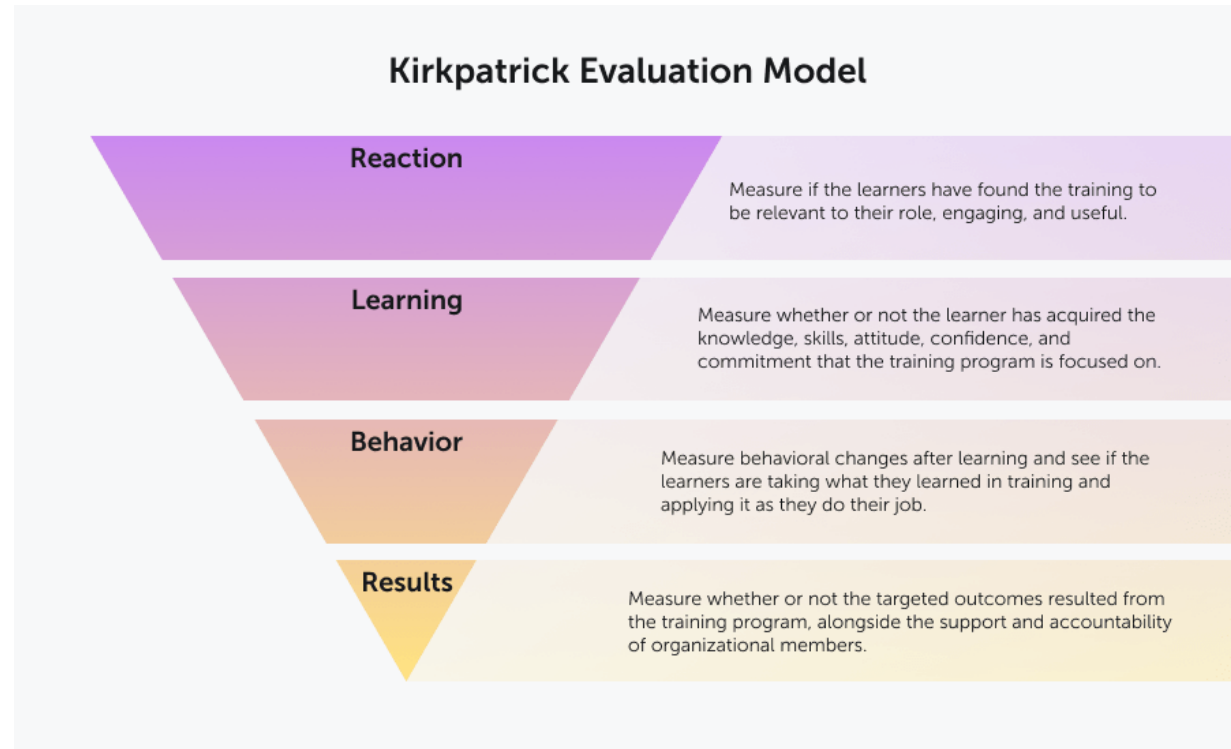 Kirkpatrick Evaluation Model
Reaction
Measure if the learners have found the training to
be relevant to their role, engaging, and useful.
Learning
Measure whether or not the learner has acquired the
knowledge, skills, attitude, confidence, and
commitment that the training program is focused on.
Behavior
Measure behavioral changes after learning and see if the
learners are taking what they learned in training and
applying it as they do their job.
Results
Measure whether or not the targeted outcomes resulted from
the training program, alongside the support and accountability
of organizational members.